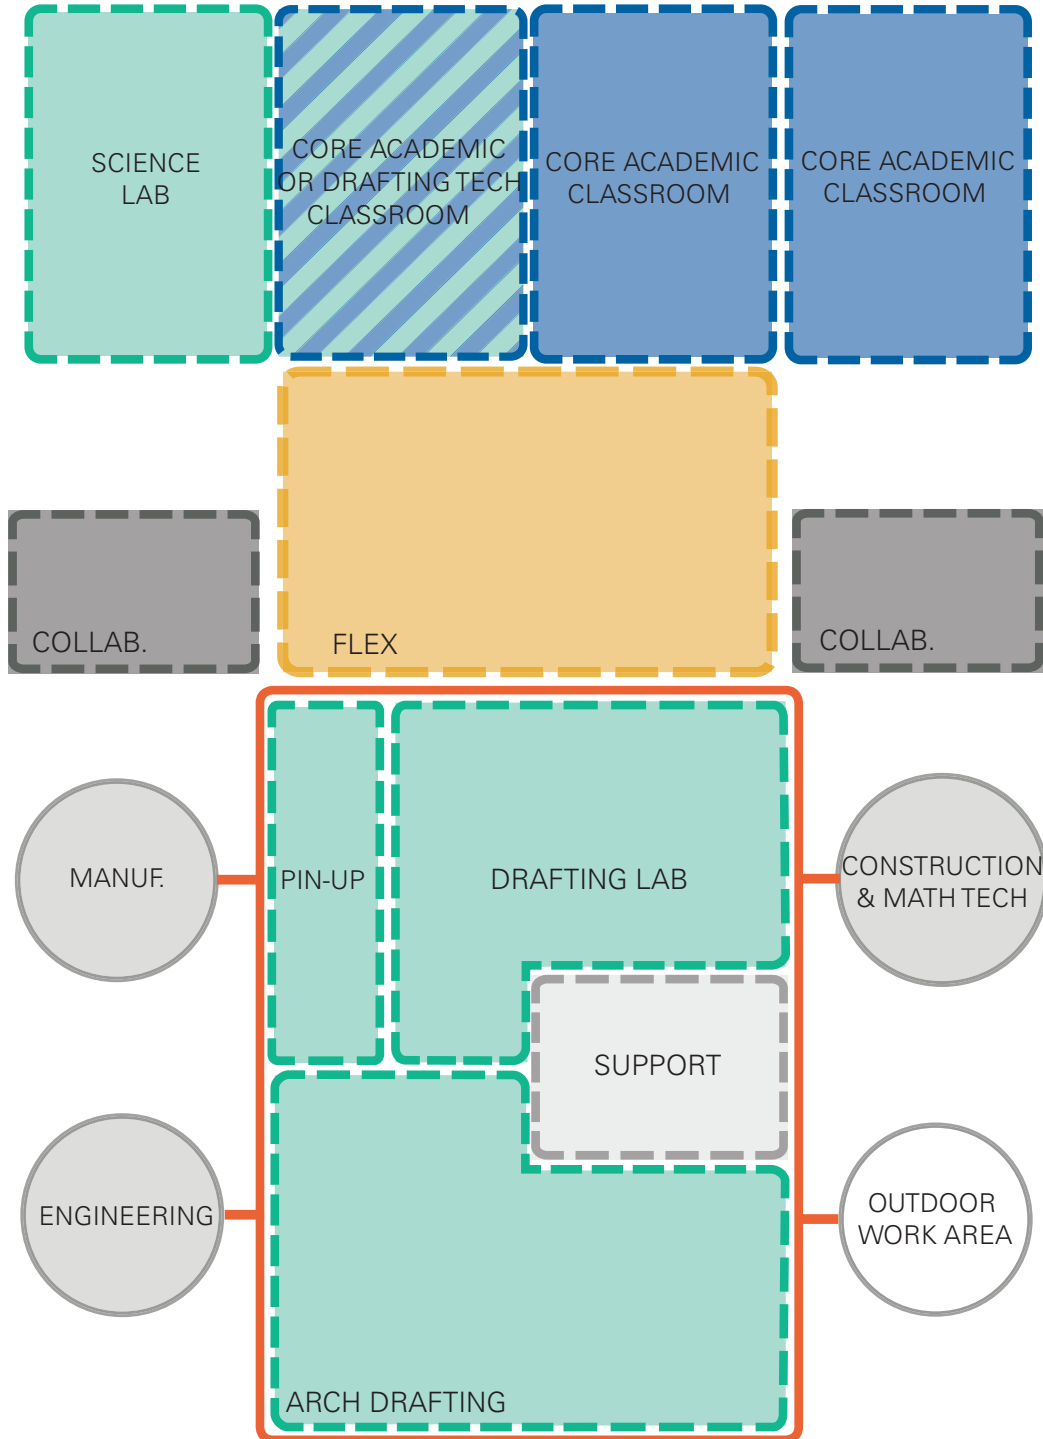 SCIENCE
LAB
CORE ACADEMIC
OR DRAFTING TECH
CLASSROOM
CORE ACADEMIC
CLASSROOM
CORE ACADEMIC
CLASSROOM
COLLAB.
FLEX
COLLAB.
MANUF.
PIN-UP
DRAFTING LAB
CONSTRUCTION
& MATH TECH
SUPPORT
ENGINEERING
OUTDOOR
WORK AREA
ARCH DRAFTING